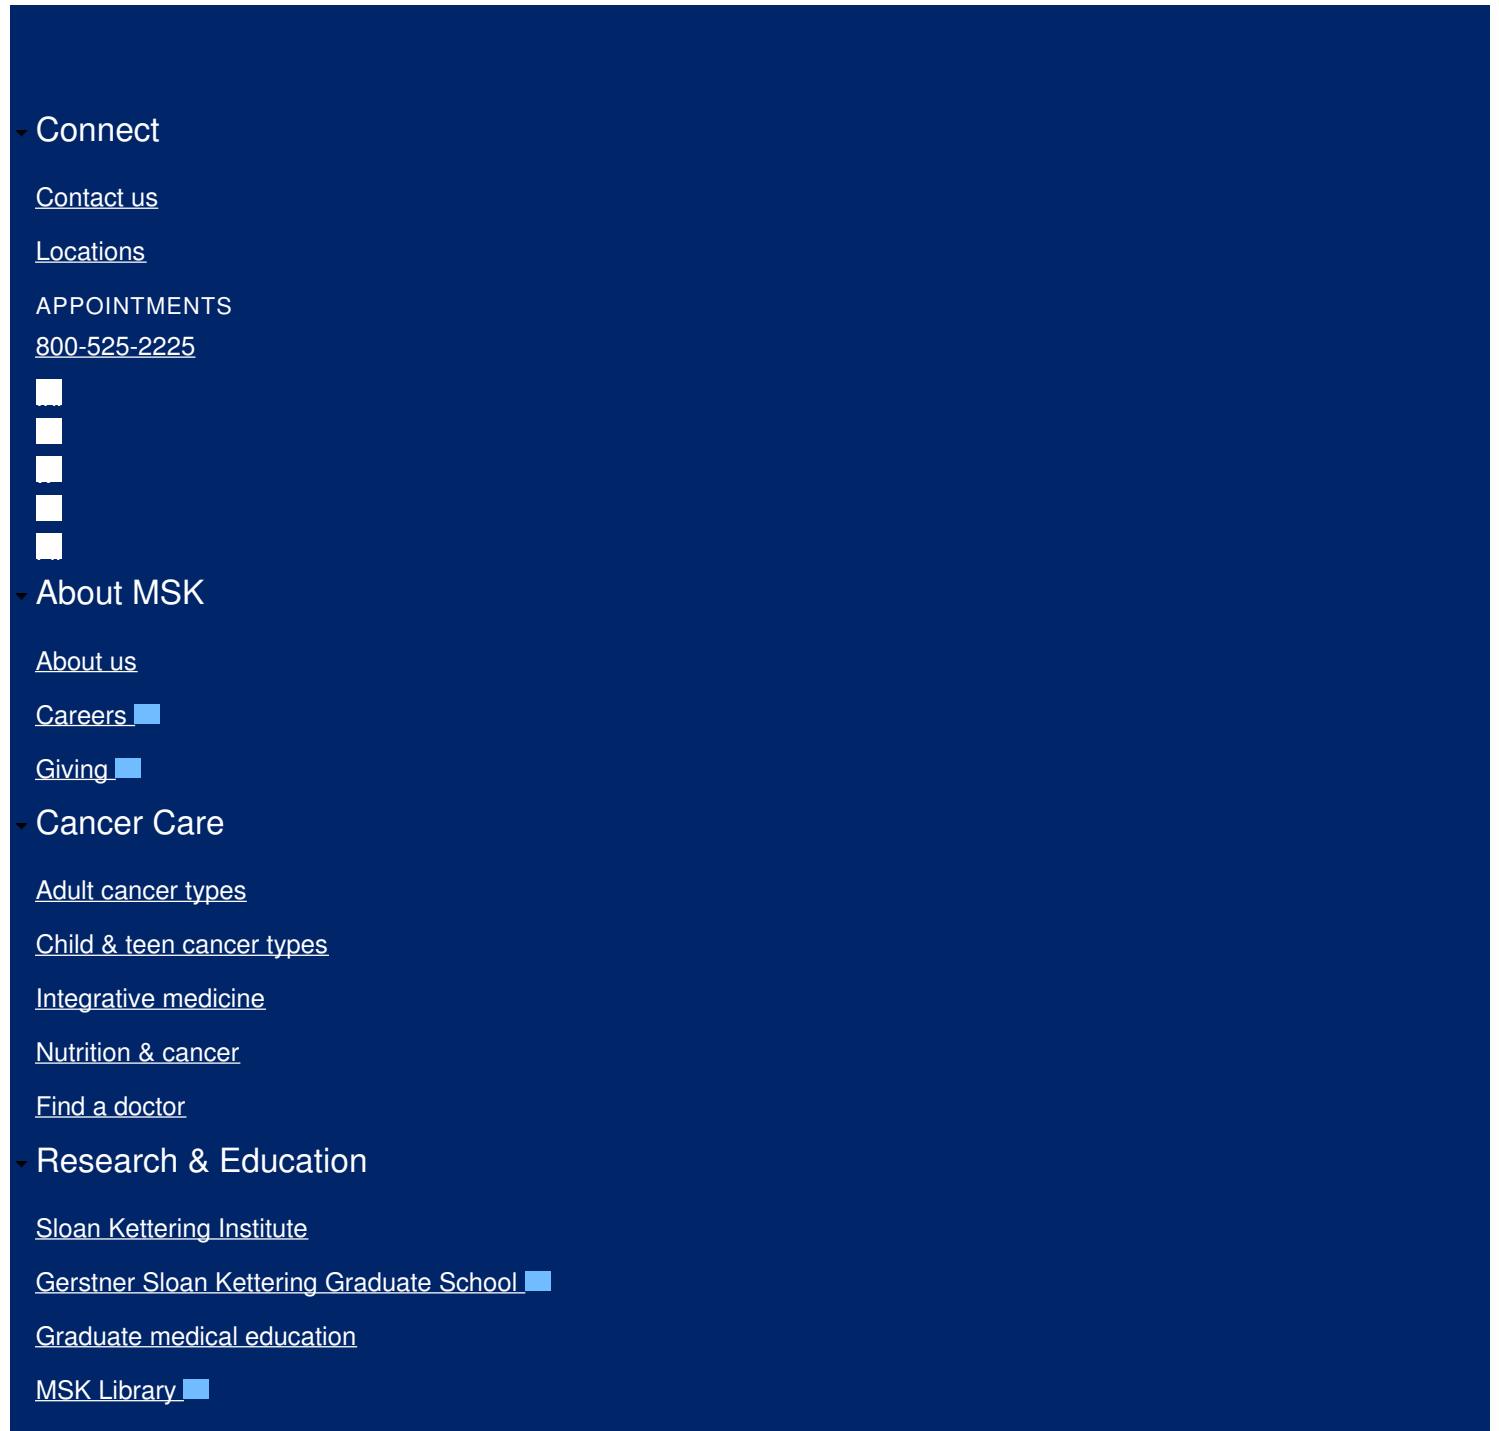 Connect
Contact us
Locations
APPOINTMENTS
800-525-2225
About MSK
About us
Careers
Giving
Cancer Care
Adult cancer types
Child & teen cancer types
Integrative medicine
Nutrition & cancer
Find a doctor
Research & Education
Sloan Kettering Institute
Gerstner Sloan Kettering Graduate School
Graduate medical education
MSK Library